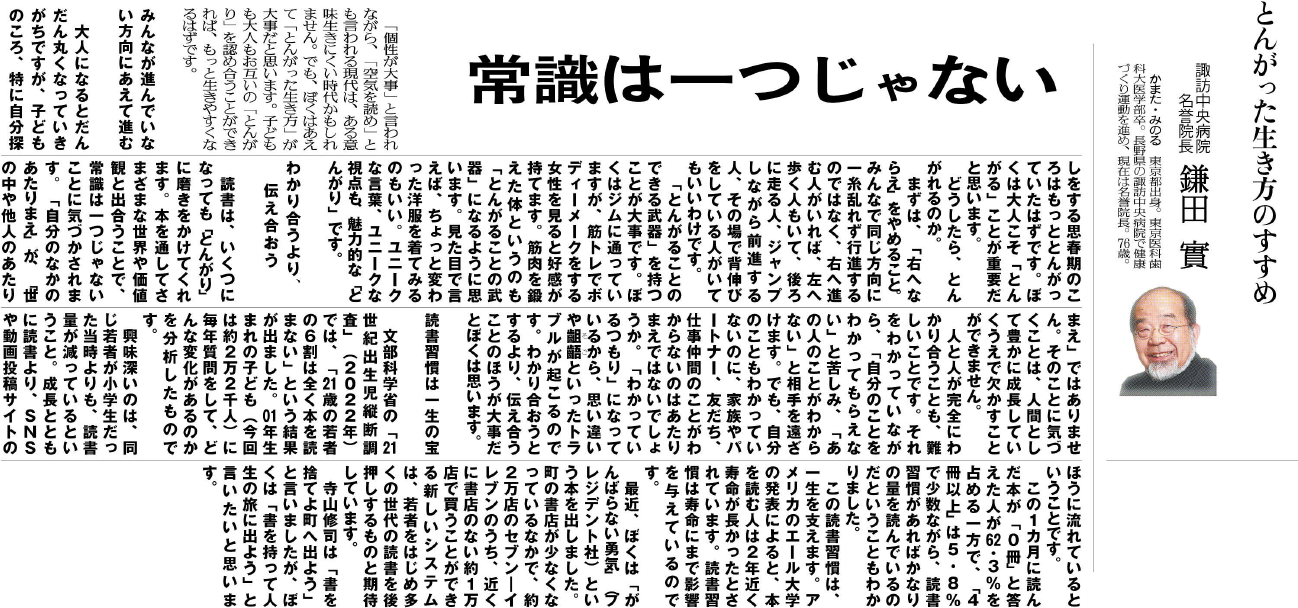 とんがった生き方のすすめ
諏訪中央病院
名誉院長
鎌田　實
かまた・みのる　東京都出身。東京医科歯
科大医学部卒。長野県の諏訪中央病院で健康
づくり運動を進め、現在は名誉院長。76歳。
常識は一つじゃない
「個性が大事」と言われ
ながら、「空気を読め」と
も言われる現代は、ある意
味生きにくい時代かもしれ
ません。でも、ぼくはあえ
て「とんがった生き方」が
大事だと思います。子ども
も大人もお互いの「とんが
り」を認め合うことができ
れば、もっと生きやすくな
るはずです。
みんなが進んでいな
い方向にあえて進む
大人になるとだんだ
ん丸くなっていき
がちですが、子ども
のころ、特に自分探
しをする思春期のこ
ろはもっととんがっ
ていたはずです。ぼ
くは大人こそ「とん
がる」ことが重要だ
と思います。
どうしたら、とん
がれるのか。
まずは、「右へな
らえ」をやめること。
みんなで同じ方向に
一糸乱れず行進する
のではなく、右へ進
む人がいれば、左へ
歩く人もいて、後ろ
に走る人、ジャンプ
しながら前進する
人、その場で背伸び
をしている人がいて
もいいわけです。
「とんがることの
できる武器」を持つ
ことが大事です。ぼ
くはジムに通ってい
ますが、筋トレでボ
ディーメークをする
女性を見ると好感が
持てます。筋肉を鍛
えた体というのも
「とんがることの武
器」になるように思
います。見た目で言
えば、ちょっと変わ
った洋服を着てみる
のもいい。ユニーク
な言葉、ユニークな
視点も、魅力的な「と
んがり」です。
わかり合うより、
伝え合おう
読書は、いくつに
なっても「とんがり」
に磨きをかけてくれ
ます。本を通してさ
まざまな世界や価値
観と出合うことで、
常識は一つじゃない
ことに気づかされま
す。「自分のなかの
あたりまえ」が、「世
の中や他人のあたり
まえ」ではありませ
ん。そのことに気づ
くことは、人間とし
て豊かに成長してい
くうえで欠かすこと
ができません。
人と人が完全にわ
かり合うことも、難
しいことです。それ
をわかっていなが
ら、「自分のことを
わかってもらえな
い」と苦しみ、「あ
の人のことがわから
ない」と相手を遠ざ
けます。でも、自分
のこともわかってい
ないのに、家族やパ
ートナー、友だち、
仕事仲間のことがわ
からないのはあたり
まえではないでしょ
うか。「わかってい
るつもり」になって
いるから、思い違い
や齟齬といったトラ
ブルが起こるので
す。わかり合おうと
するより、伝え合う
ことのほうが大事だ
とぼくは思います。
読書習慣は一生の宝
文部科学省の「21
世紀出生児縦断調
査」（2022年）
では、「21歳の若者
の6割は全く本を読
まない」という結果
が出ました。01年生
まれの子ども（今回
は約2万2千人）に
毎年質問をして、ど
んな変化があるのか
を分析したもので
す。
興味深いのは、同
じ若者が小学生だっ
た当時よりも、読書
量が減っているとい
うこと。成長ととも
に読書より、SNS
や動画投稿サイトの
ほうに流れていると
いうことです。
この1カ月に読ん
だ本が「0冊」と答
えた人が62・3％を
占める一方で、「4
冊以上」は5・8％
で少数ながら、読書
習慣があればかなり
の量を読んでいるの
だということもわか
りました。
この読書習慣は、
一生を支えます。ア
メリカのエール大学
の発表によると、本
を読む人は2年近く
寿命が長かったとさ
れています。読書習
慣は寿命にまで影響
を与えているので
す。
最近、ぼくは「が
んばらない勇気」（プ
レジデント社）とい
う本を出しました。
町の書店が少なくな
っているなかで、約
2万店のセブン―イ
レブンのうち、近く
に書店のない約1万
店で買うことができ
る新しいシステム
は、若者をはじめ多
くの世代の読書を後
押しするものと期待
しています。
寺山修司は「書を
捨てよ町へ出よう」
と言いましたが、ぼ
くは「書を持って人
生の旅に出よう」と
言いたいと思いま
す。